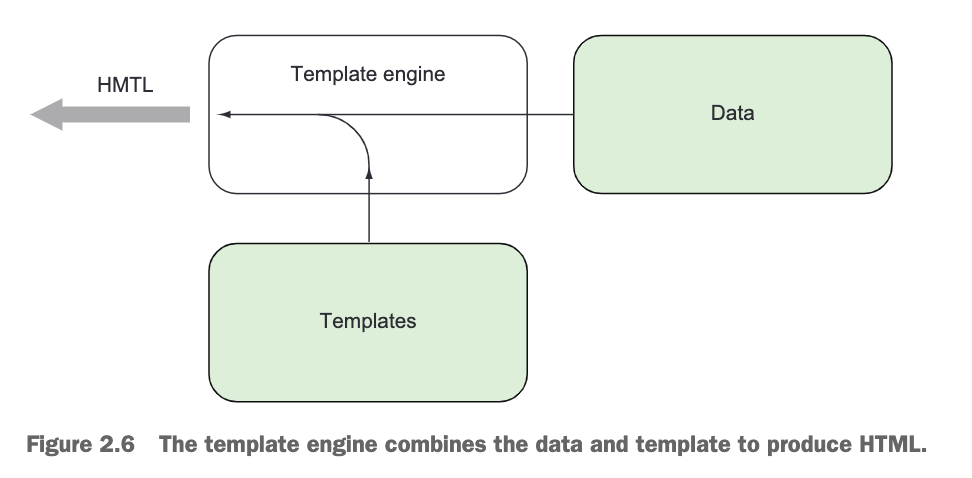 HMTL
Template engine
Data
Templates
Figure 2.6 The template engine combines the data and template to produce HTML.